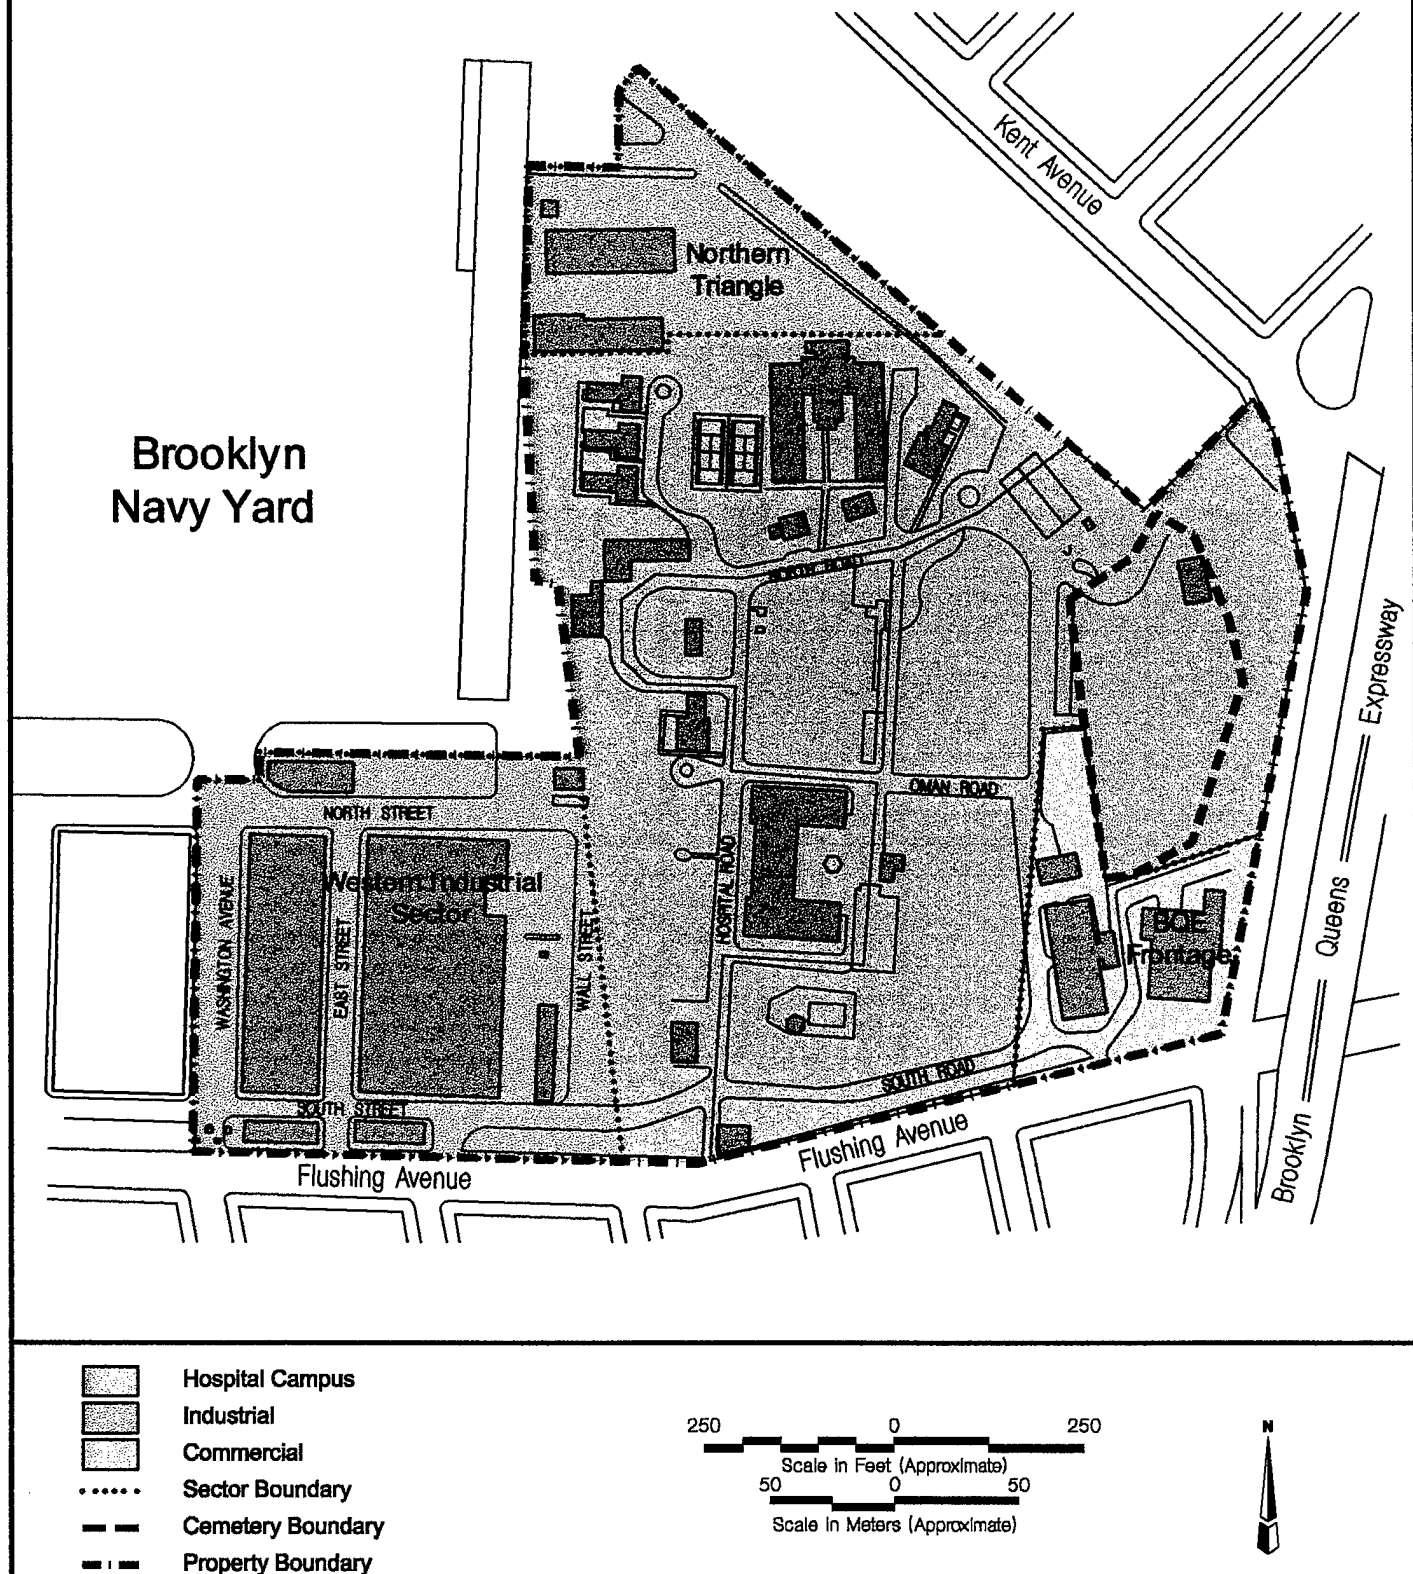 Kent Avenue
Northern
Triangle
Brooklyn
Navy Yard
NORTH ROAD
Brooklyn Queens Expressway
OMAN ROAD
NORTH STREET
Western Industrial
Sector
WASHINGTON AVENUE
EAST STREET
WALL STREET
HOSPITAL ROAD
BQE
Frontage
SOUTH ROAD
SOUTH STREET
Flushing Avenue
Flushing Avenue
Hospital Campus
Industrial
Commercial
Sector Boundary
Cemetery Boundary
Property Boundary
250 0 250
Scale in Feet (Approximate)
50 0 50
Scale in Meters (Approximate)
N